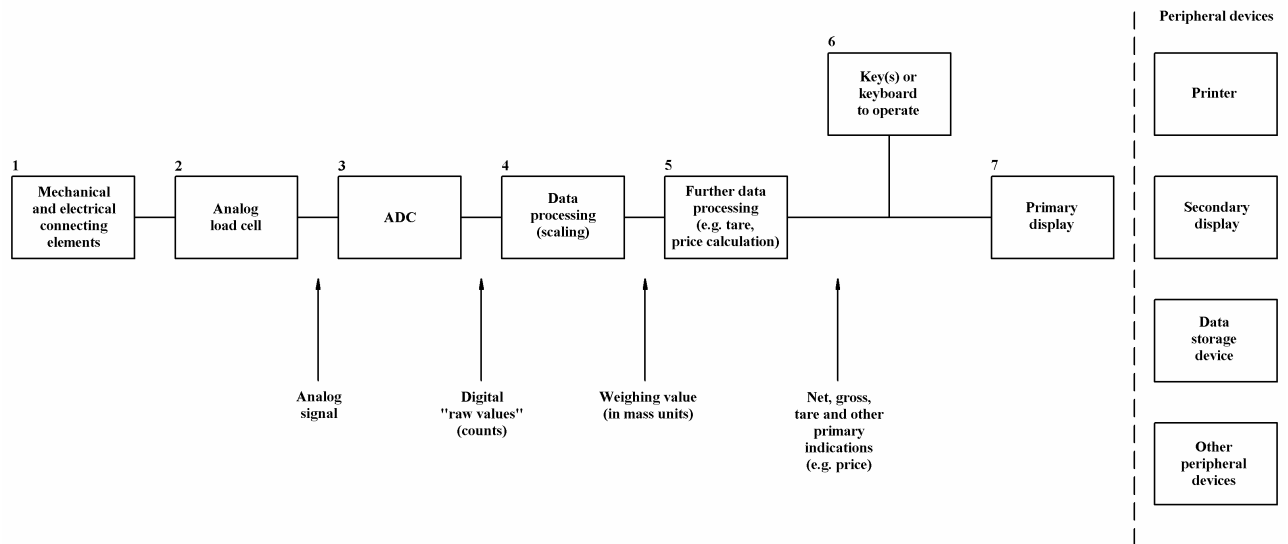 Peripheral devices
6
Key(s) or
keyboard
to operate
Printer
1
Mechanical
and electrical
connecting
elements
2
Analog
load cell
3
ADC
4
Data
processing
(scaling)
5
Further data
processing
(e.g. tare,
price calculation)
7
Primary
display
Secondary
display
Data
storage
device
Analog
signal
Digital
"raw values"
(counts)
Weighing value
(in mass units)
Net, gross,
tare and other
primary
indications
(e.g. price)
Other
peripheral
devices